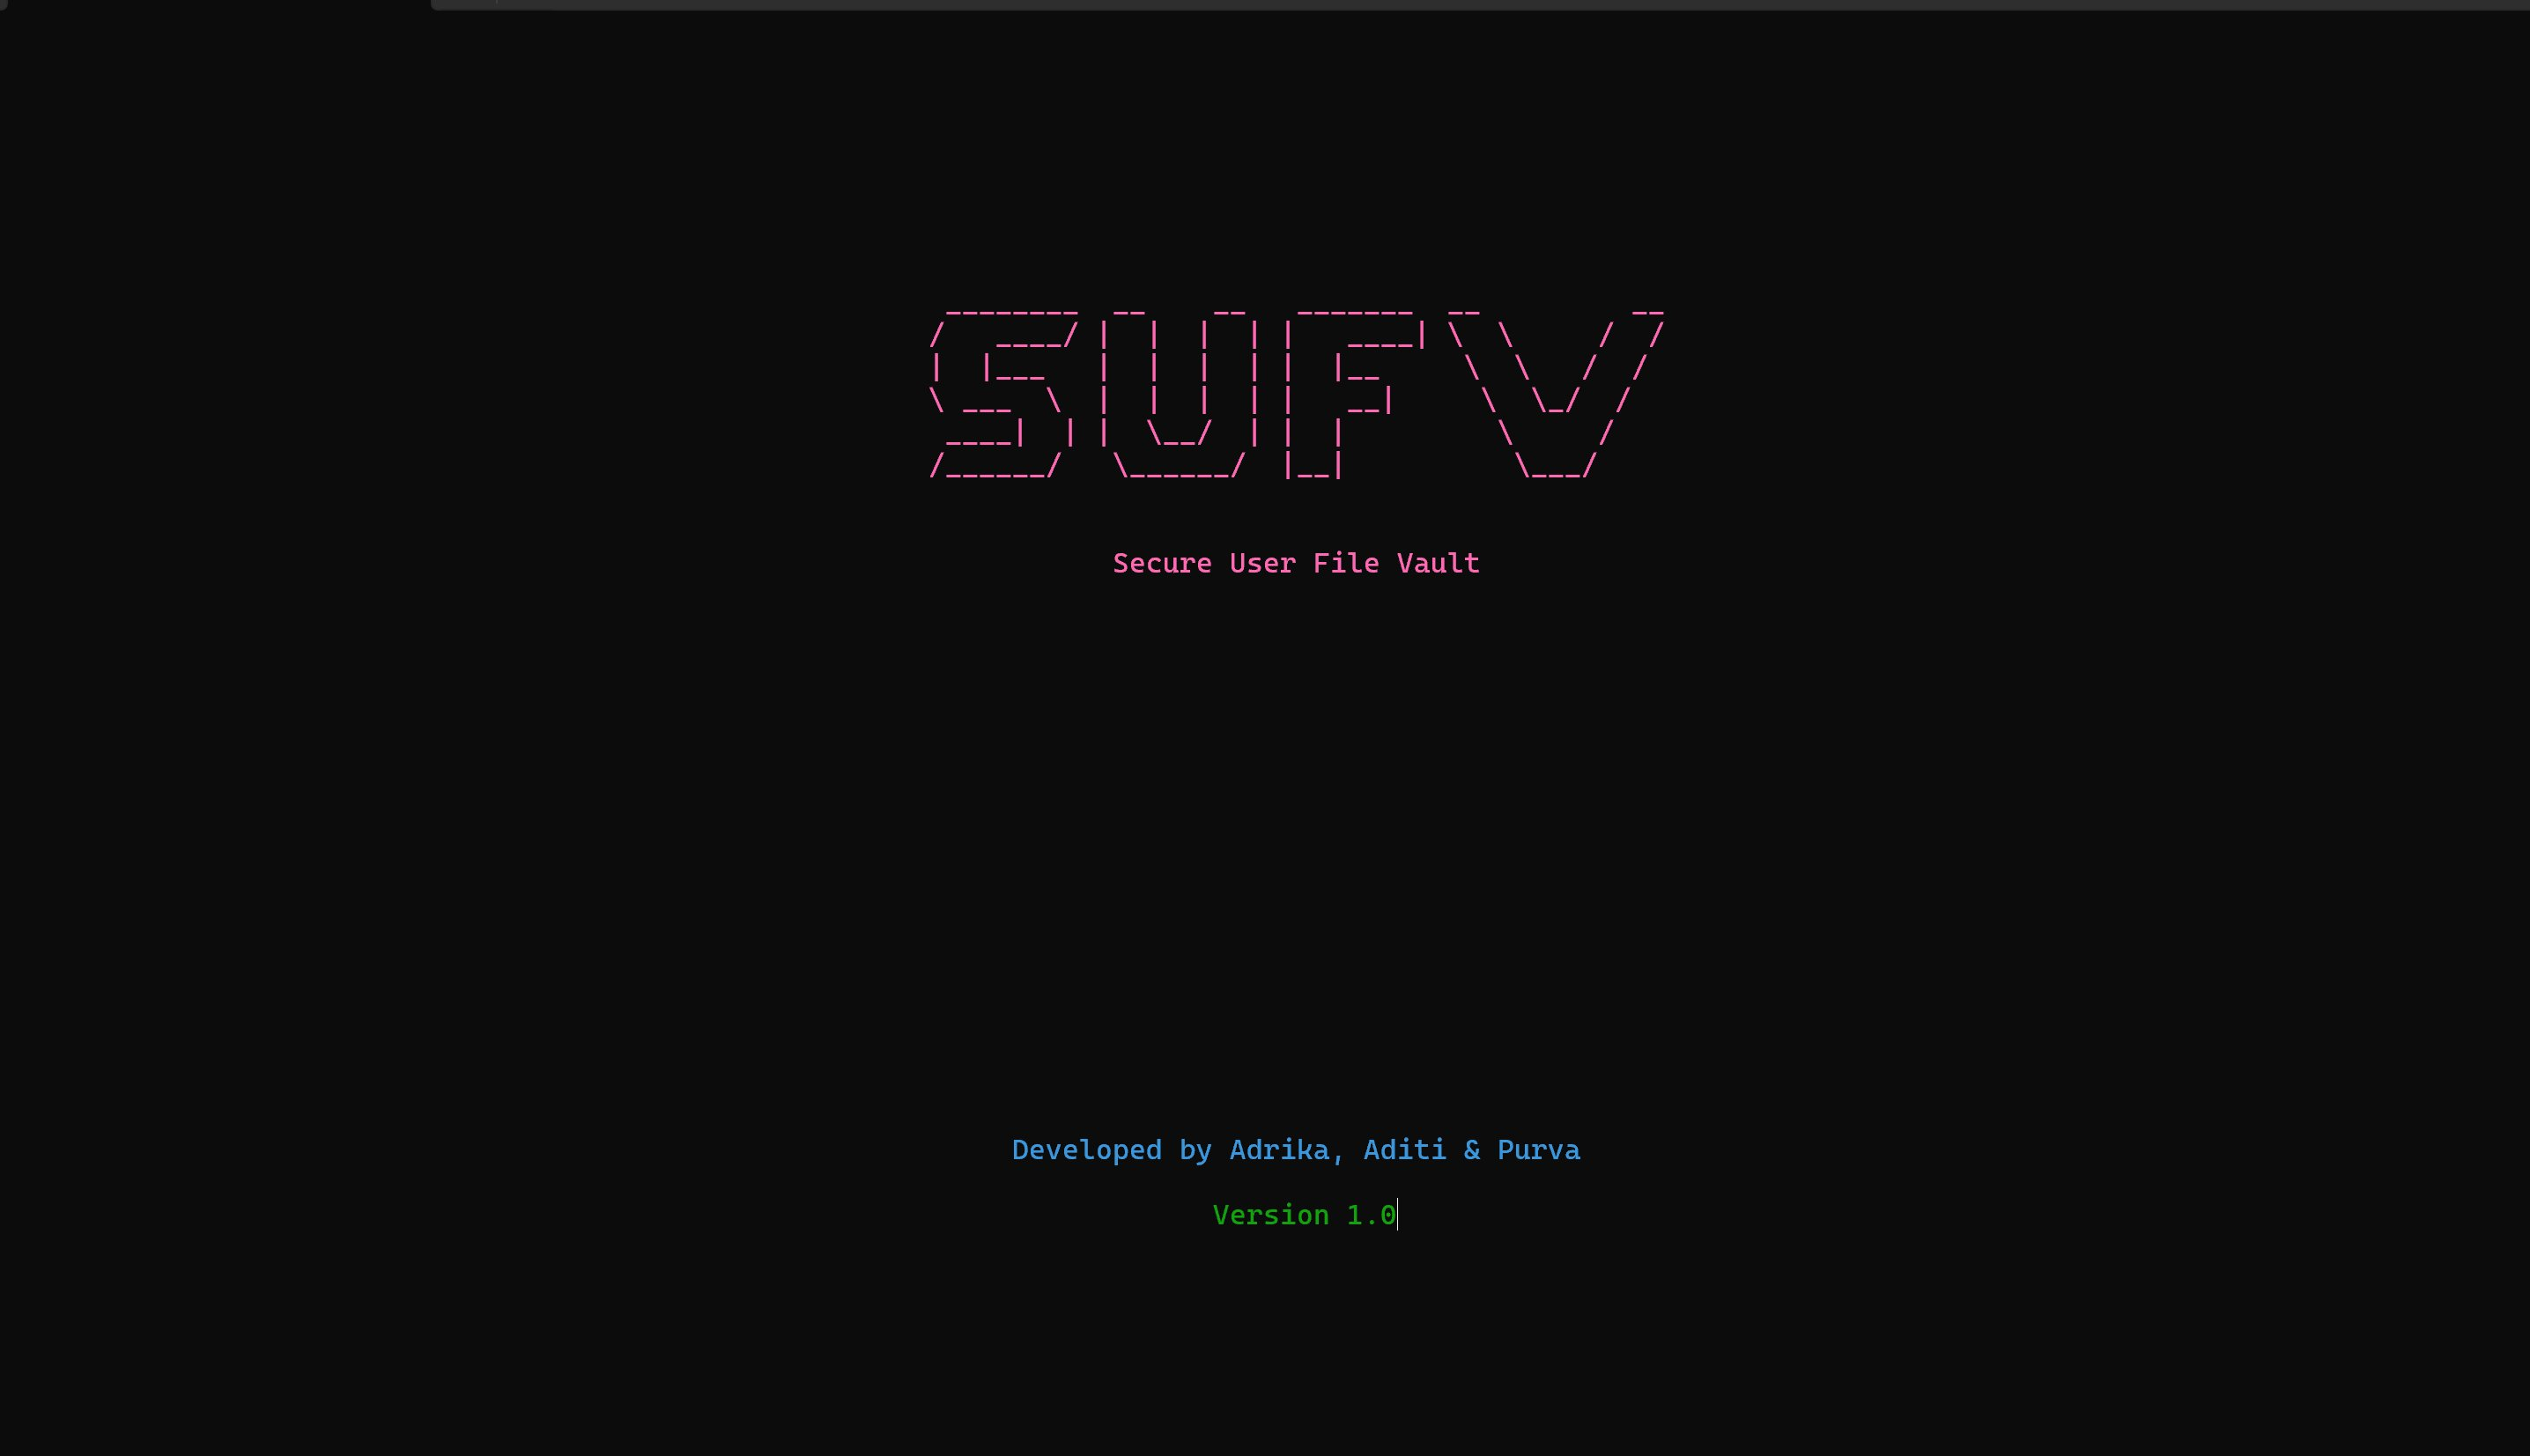 SUFV
Secure User File Vault
Developed by Adrika, Aditi & Purva
Version 1.0